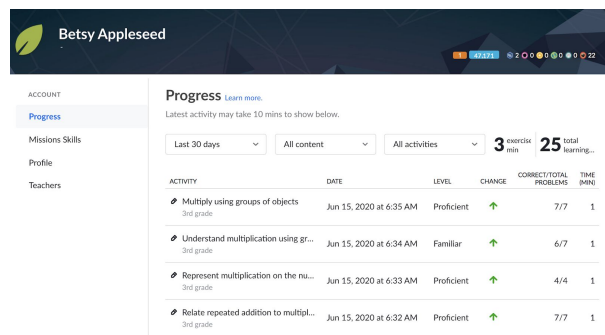 Betsy Appleseed
1 47,171 2 0 0 0 0 22
ACCOUNT
Progress
Missions Skills
Profile
Teachers
Progress Learn more.
Latest activity may take 10 mins to show below.
Last 30 days All content All activities 3 exercise min 25 total learning...
ACTIVITY DATE LEVEL CHANGE CORRECT/TOTAL PROBLEMS TIME (MIN)
Multiply using groups of objects
3rd grade
Jun 15, 2020 at 6:35 AM Proficient 7/7 1
Understand multiplication using gr...
3rd grade
Jun 15, 2020 at 6:34 AM Familiar 6/7 1
Represent multiplication on the nu...
3rd grade
Jun 15, 2020 at 6:33 AM Proficient 4/4 1
Relate repeated addition to multipl...
3rd grade
Jun 15, 2020 at 6:32 AM Proficient 7/7 1